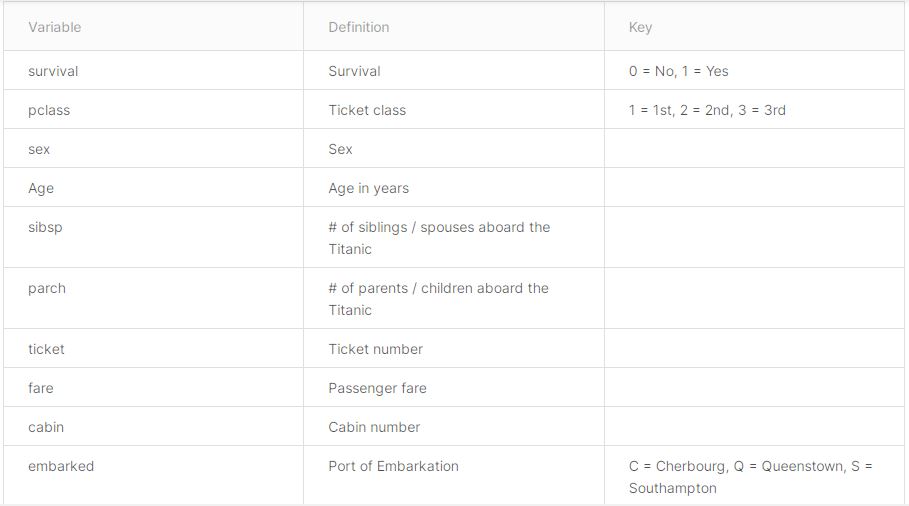 Variable Definition Key
survival Survival 0 = No, 1 = Yes
pclass Ticket class 1 = 1st, 2 = 2nd, 3 = 3rd
sex Sex
Age Age in years
sibsp # of siblings / spouses aboard the
Titanic
parch # of parents / children aboard the
Titanic
ticket Ticket number
fare Passenger fare
cabin Cabin number
embarked Port of Embarkation C = Cherbourg, Q = Queenstown, S =
Southampton